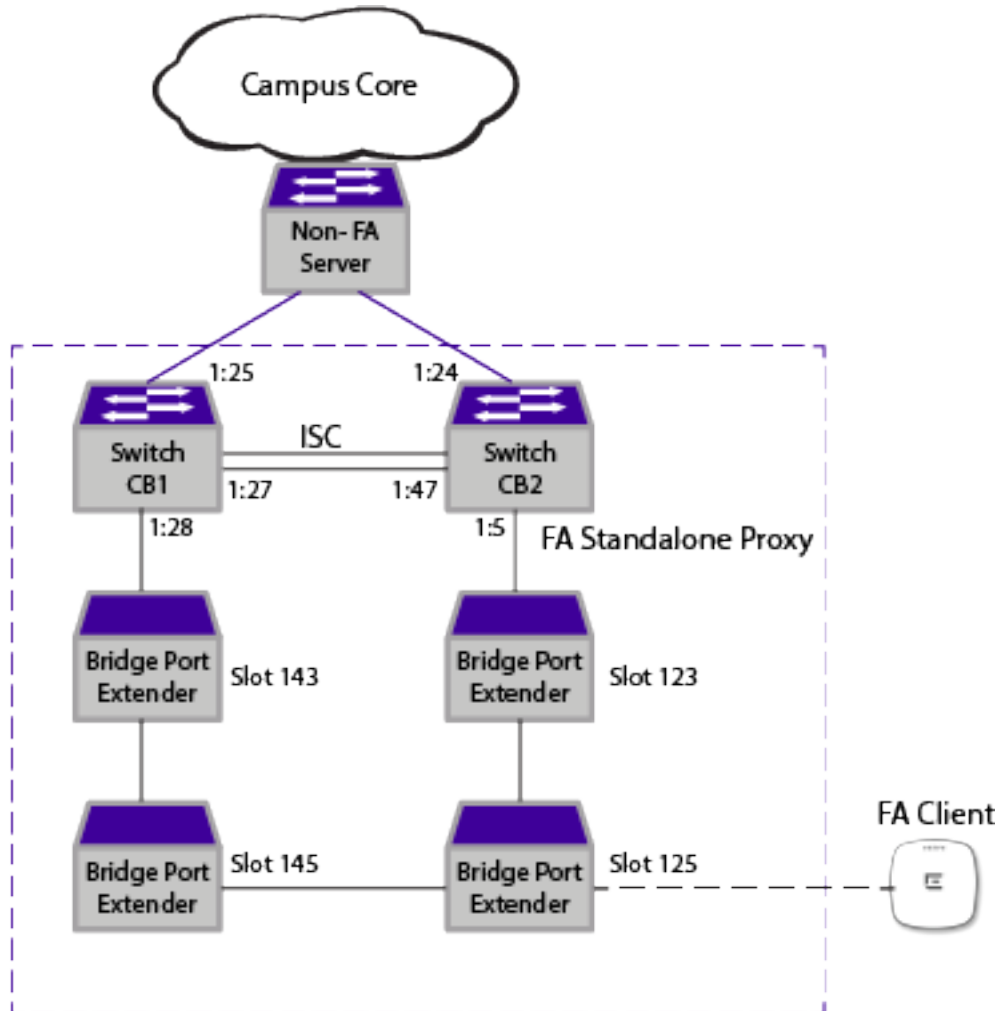 Campus Core
Non- FA
Server
1:25
1:24
Switch
CB1
ISC
Switch
CB2
1:27
1:47
1:28
1:5
FA Standalone Proxy
Bridge Port
Extender
Slot 143
Bridge Port
Extender
Slot 123
FA Client
Bridge Port
Extender
Slot 145
Bridge Port
Extender
Slot 125